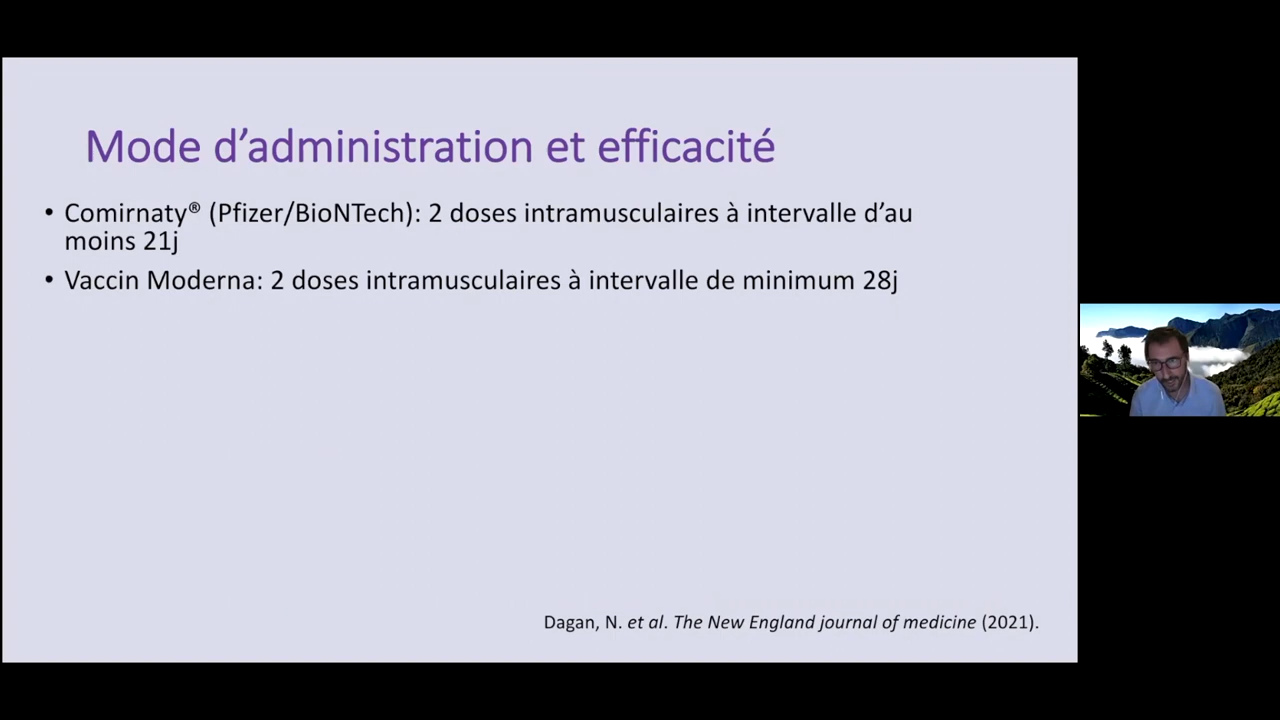 Mode d’administration et efficacité
• Comirnaty® (Pfizer/BioNTech): 2 doses intramusculaires à intervalle d’au
moins 21j
• Vaccin Moderna: 2 doses intramusculaires à intervalle de minimum 28j
Dagan, N. et al. The New England journal of medicine (2021).